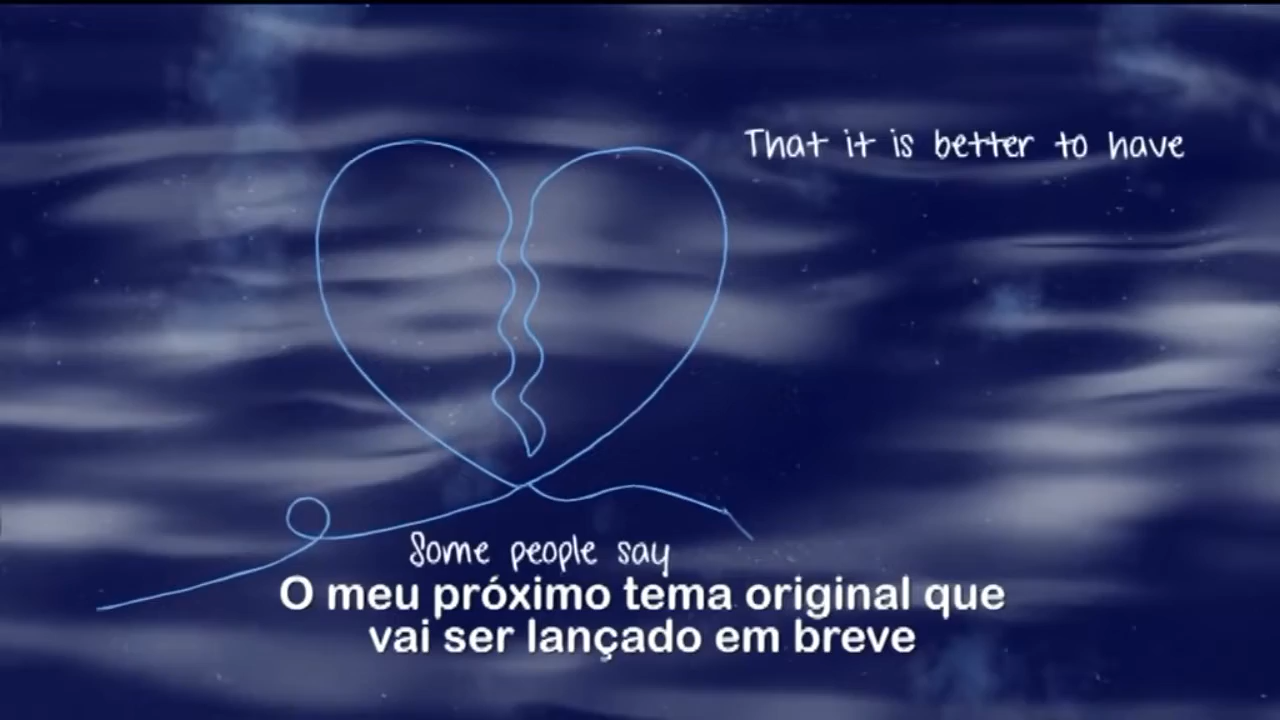 That it is better to have
Some people say
O meu próximo tema original que
vai ser lançado em breve